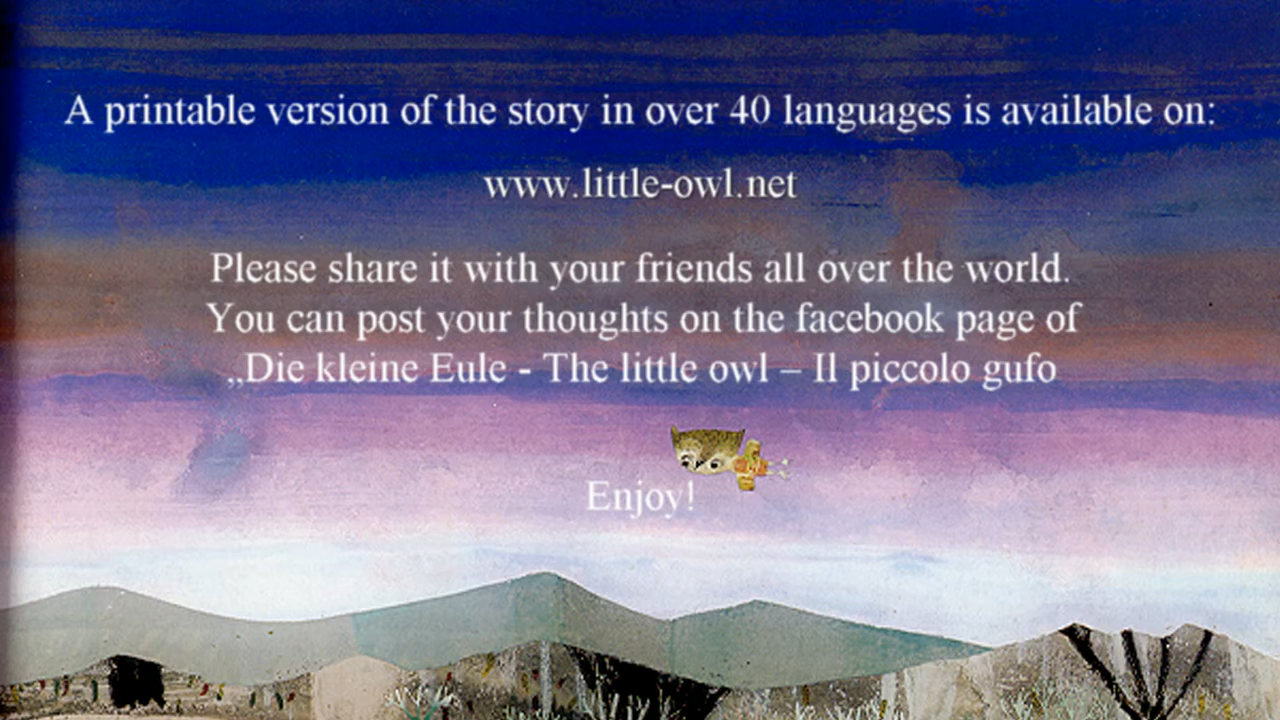 A printable version of the story in over 40 languages is available on:
www.little-owl.net
Please share it with your friends all over the world.
You can post your thoughts on the facebook page of
„Die kleine Eule - The little owl – Il piccolo gufo
Enjoy!